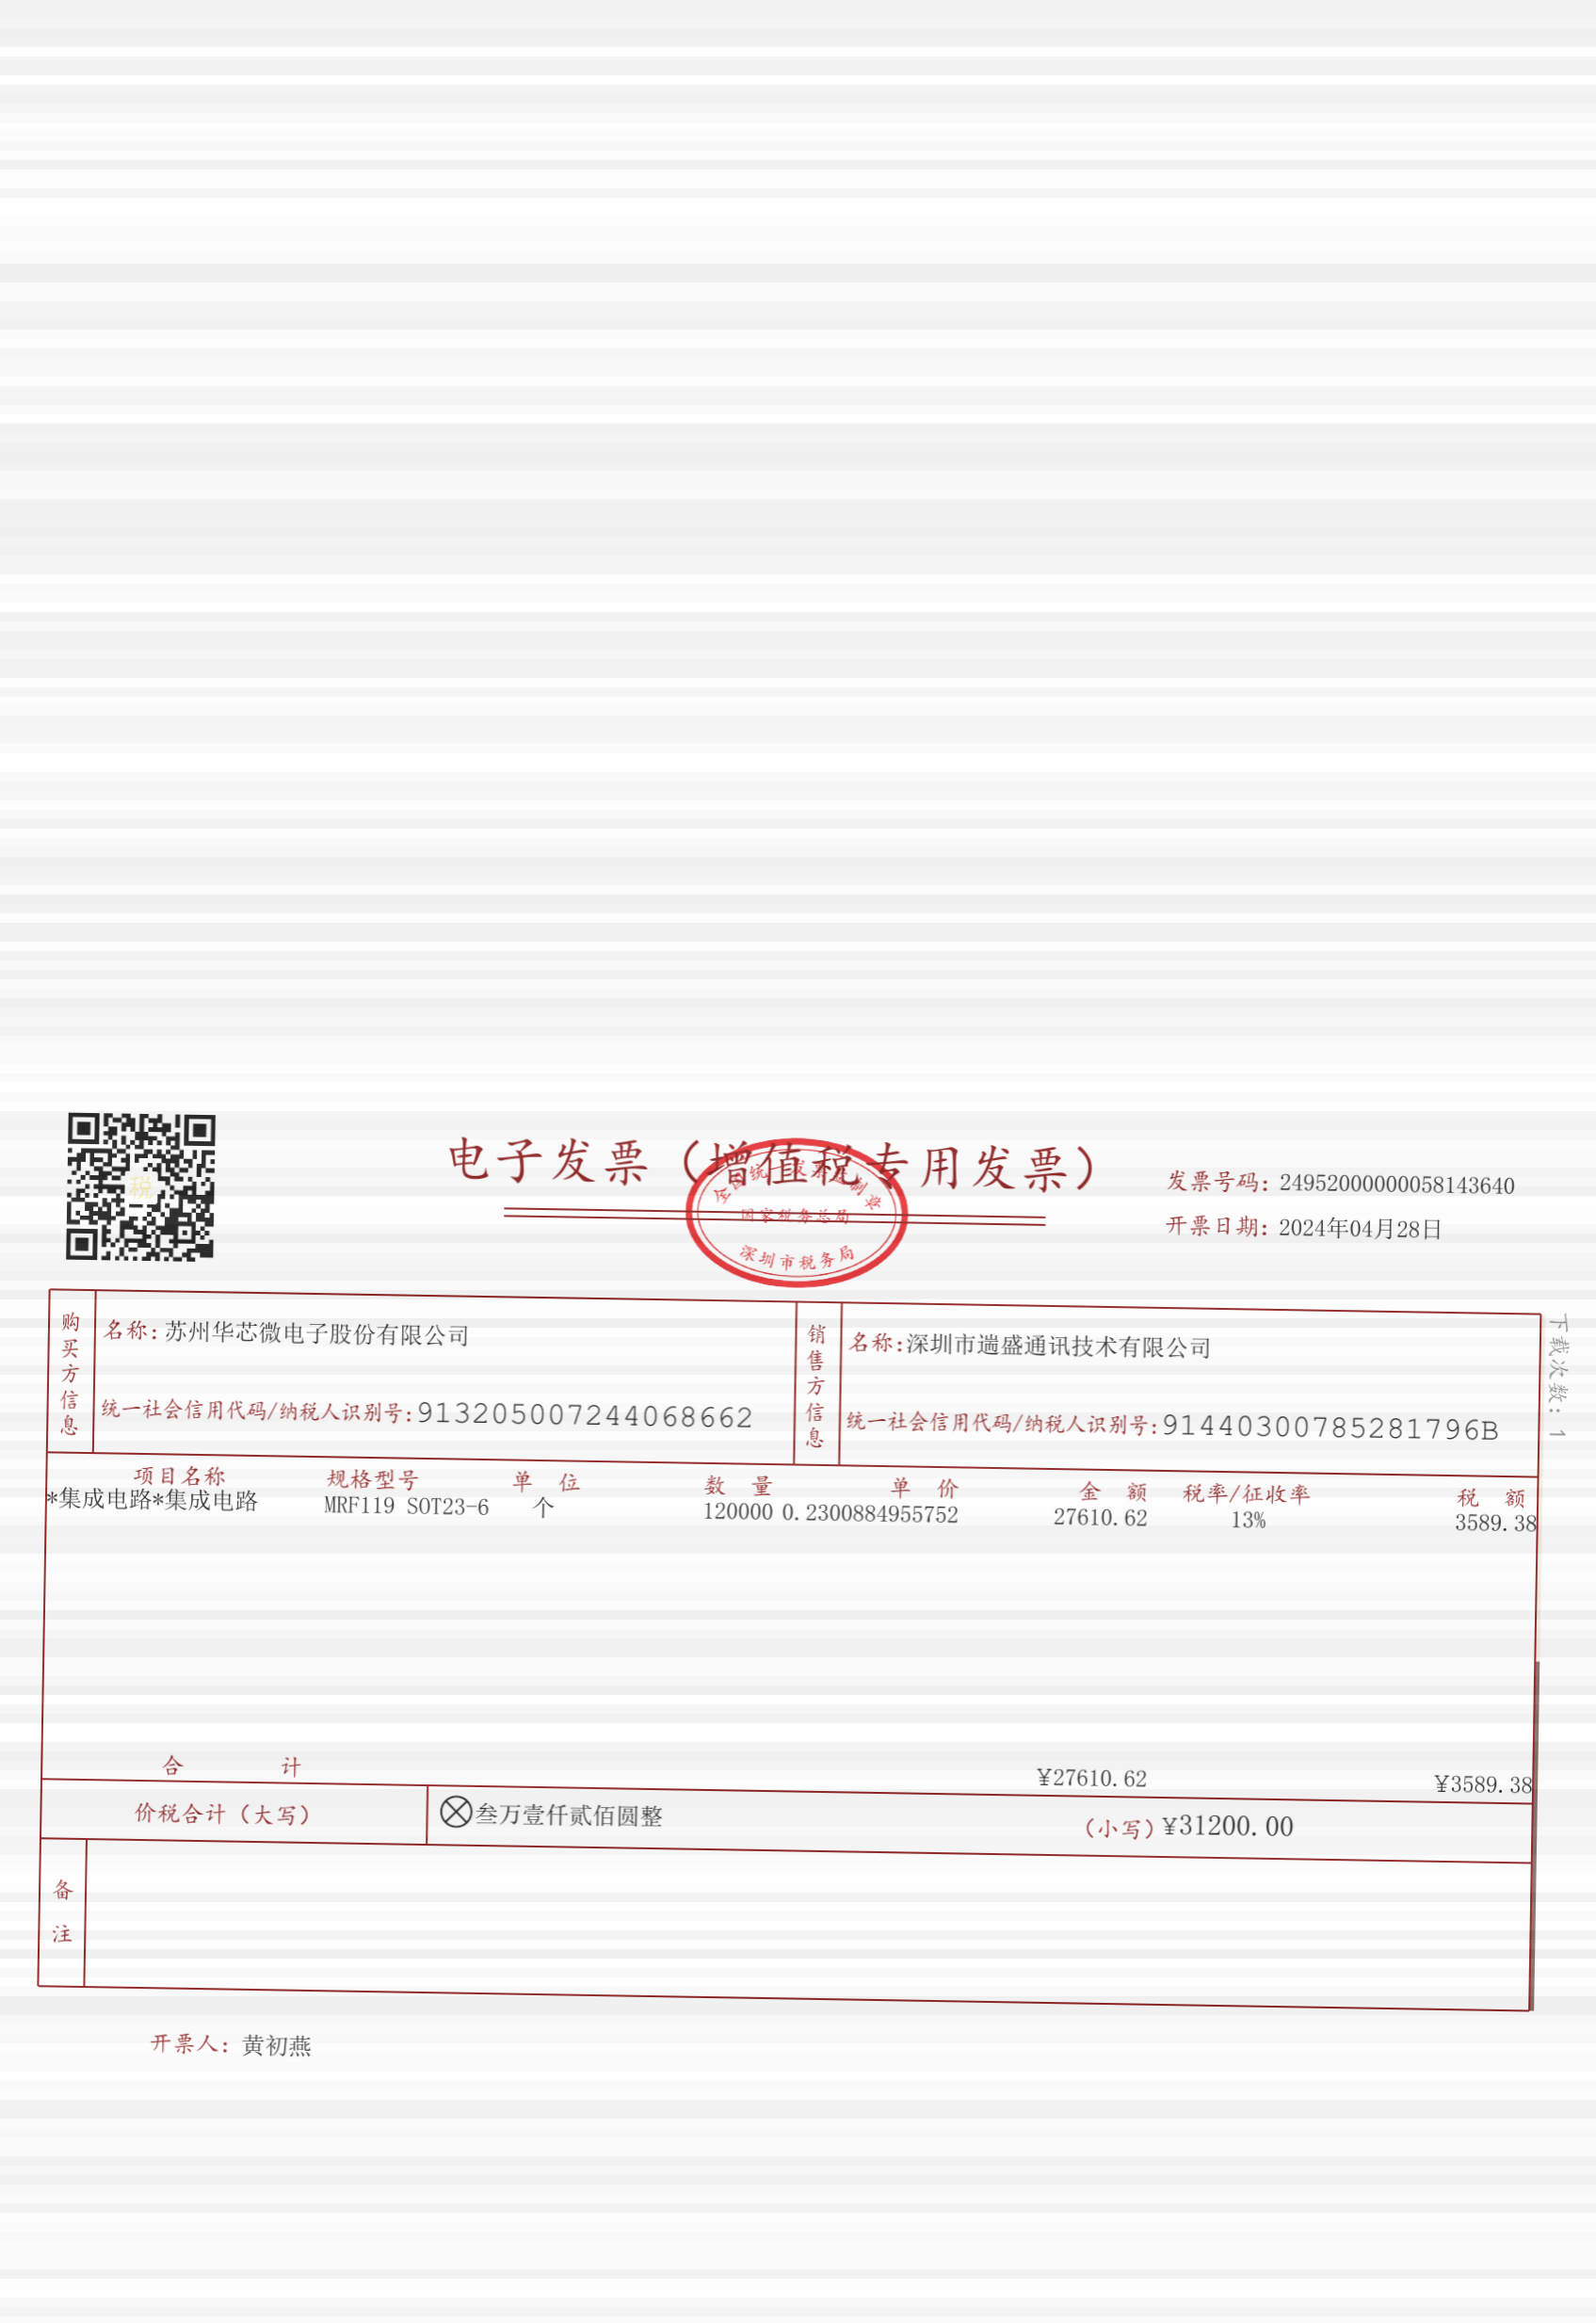 电子发票（增值税专用发票）
全国统一发票监制章
国家税务总局
深圳市税务局
税
发票号码：24952000000058143640
开票日期：2024年04月28日
购买方信息
名称：苏州华芯微电子股份有限公司
统一社会信用代码/纳税人识别号：913205007244068662
销售方信息
名称：深圳市遄盛通讯技术有限公司
统一社会信用代码/纳税人识别号：91440300785281796B
下载次数：1
项目名称 规格型号 单 位 数 量 单 价 金 额 税率/征收率 税 额
*集成电路*集成电路 MRF119 SOT23-6 个 120000 0.2300884955752 27610.62 13% 3589.38
合 计 ¥27610.62 ¥3589.38
价税合计（大写） ⊗叁万壹仟贰佰圆整 （小写）¥31200.00
备注
开票人：黄初燕